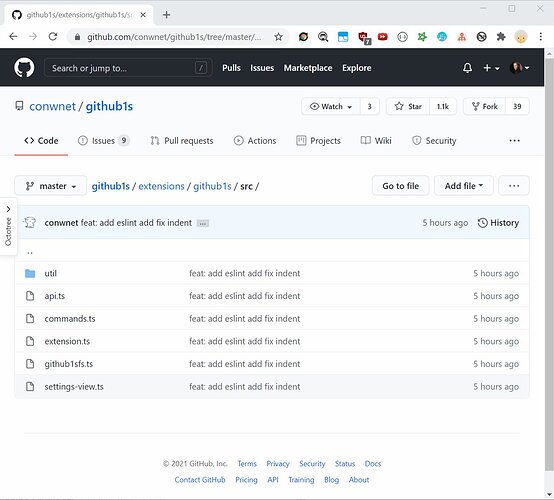 github1s/extensions/github1s/sr
github.com/conwnet/github1s/tree/master/...
7
Search or jump to... /
Pulls Issues Marketplace Explore
conwnet / github1s
Watch 3 Star 1.1k Fork 39
Code Issues 9 Pull requests Actions Projects Wiki Security ...
master github1s / extensions / github1s / src / Go to file Add file ...
Octotree
conwnet feat: add eslint add fix indent ... 5 hours ago History
..
util feat: add eslint add fix indent 5 hours ago
api.ts feat: add eslint add fix indent 5 hours ago
commands.ts feat: add eslint add fix indent 5 hours ago
extension.ts feat: add eslint add fix indent 5 hours ago
github1sfs.ts feat: add eslint add fix indent 5 hours ago
settings-view.ts feat: add eslint add fix indent 5 hours ago
© 2021 GitHub, Inc. Terms Privacy Security Status Docs
Contact GitHub Pricing API Training Blog About